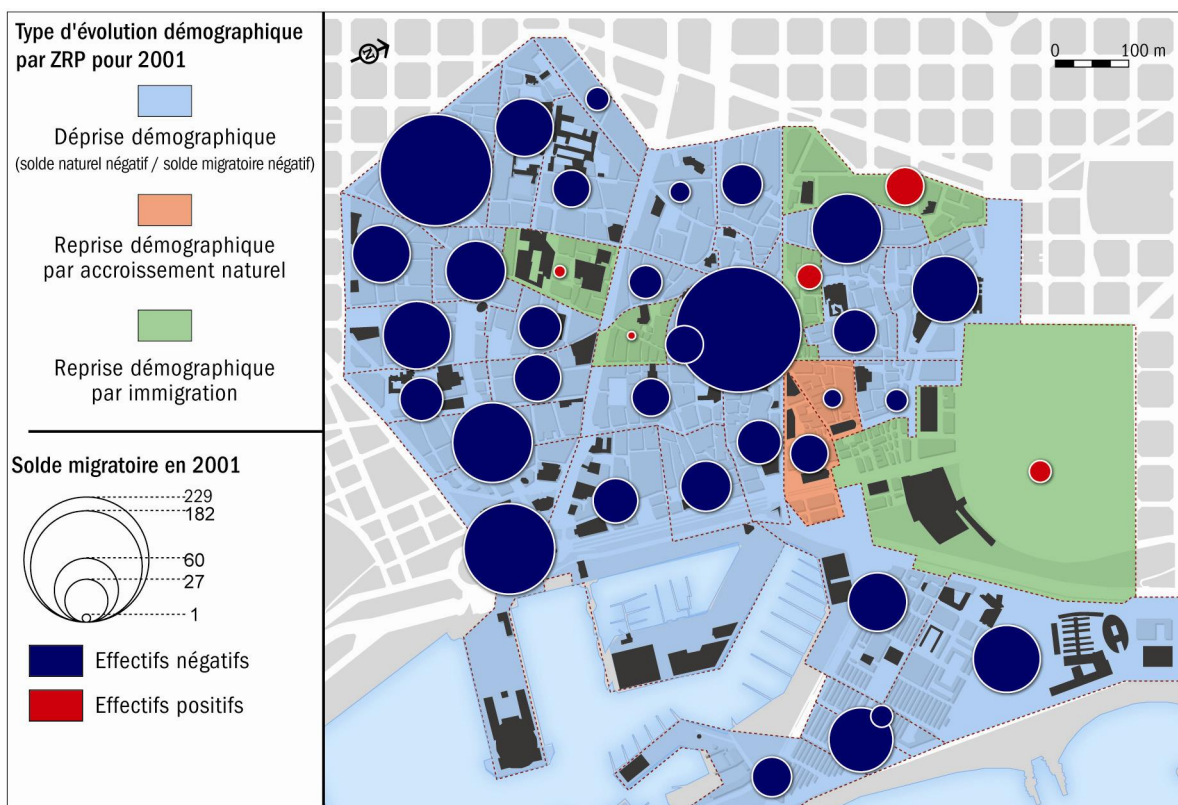 Type d'évolution démographique
par ZRP pour 2001
Déprise démographique
(solde naturel négatif / solde migratoire négatif)
Reprise démographique
par accroissement naturel
Reprise démographique
par immigration
Solde migratoire en 2001
229
182
60
27
1
Effectifs négatifs
Effectifs positifs
N
0 100 m